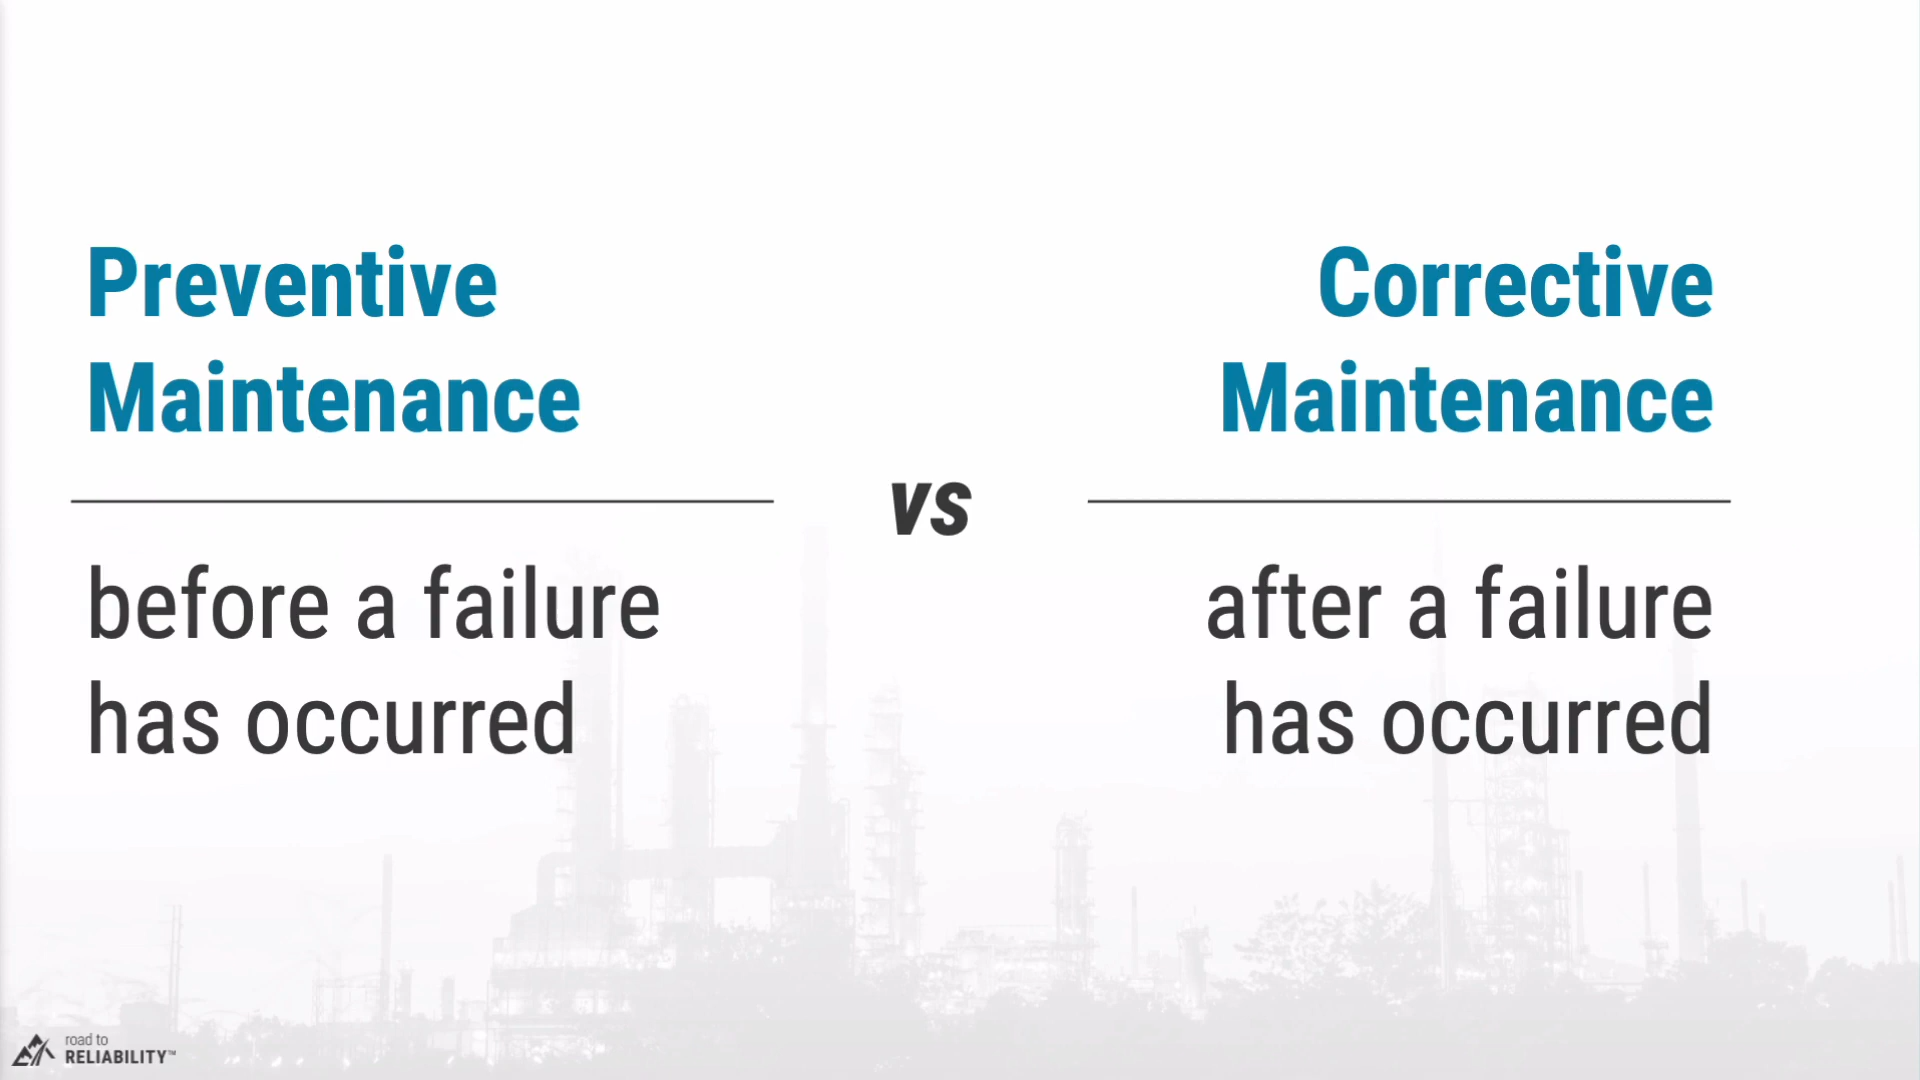 Preventive
Maintenance
before a failure
has occurred
vs
Corrective
Maintenance
after a failure
has occurred
road to
RELIABILITY™